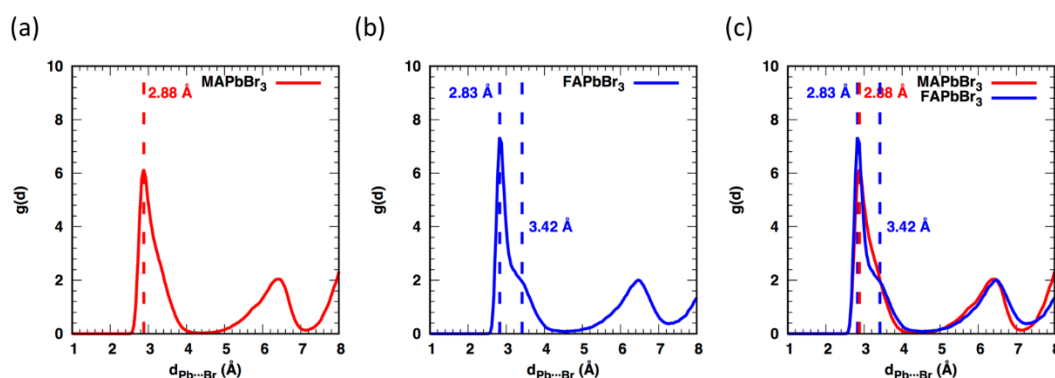 (a)
(b)
(c)
10
8
6
4
2
0
g(d)
MAPbBr3
2.88 Å
1 2 3 4 5 6 7 8
dPb···Br (Å)
10
8
6
4
2
0
g(d)
FAPbBr3
2.83 Å
3.42 Å
1 2 3 4 5 6 7 8
dPb···Br (Å)
10
8
6
4
2
0
g(d)
MAPbBr3
FAPbBr3
2.83 Å
2.88 Å
3.42 Å
1 2 3 4 5 6 7 8
dPb···Br (Å)